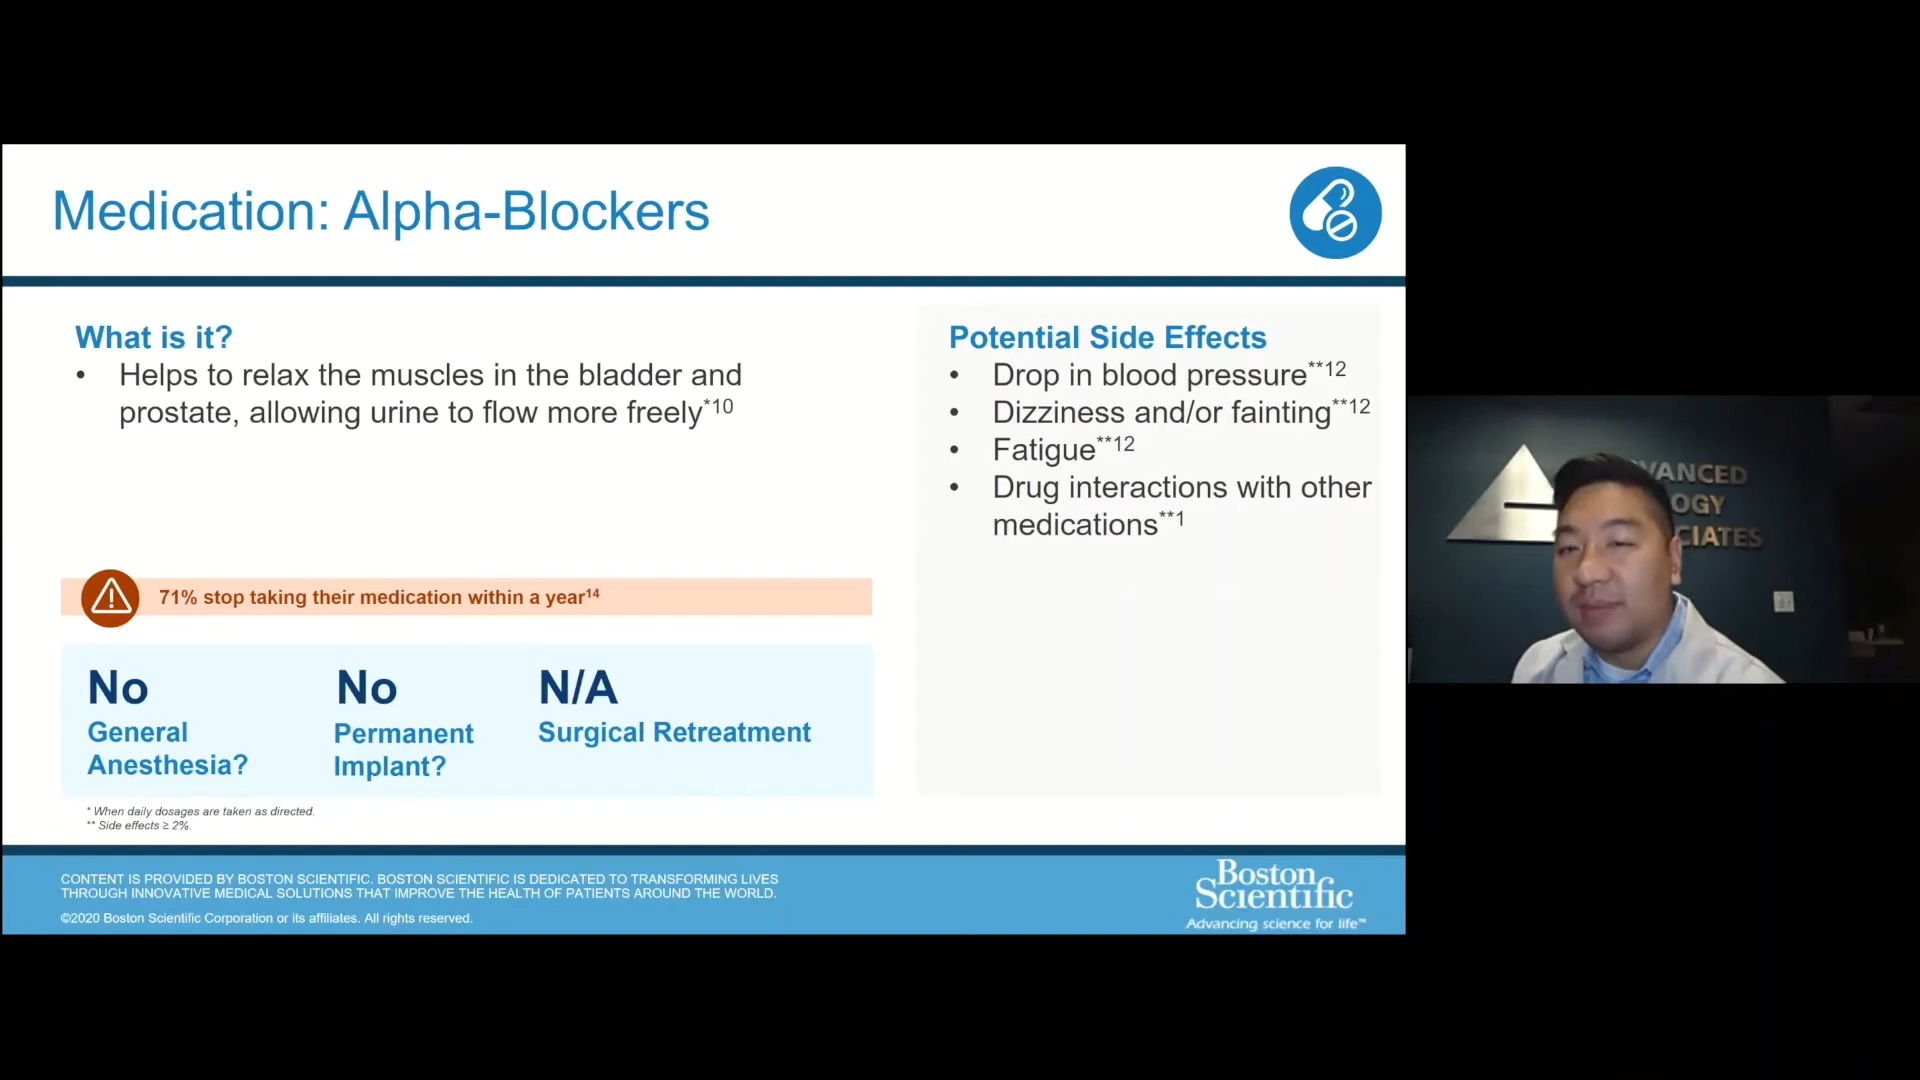 Medication: Alpha-Blockers
What is it?
• Helps to relax the muscles in the bladder and
prostate, allowing urine to flow more freely*10
71% stop taking their medication within a year14
No
General
Anesthesia?
No
Permanent
Implant?
N/A
Surgical Retreatment
* When daily dosages are taken as directed.
** Side effects ≥ 2%.
Potential Side Effects
• Drop in blood pressure**12
• Dizziness and/or fainting**12
• Fatigue**12
• Drug interactions with other
medications**1
CONTENT IS PROVIDED BY BOSTON SCIENTIFIC. BOSTON SCIENTIFIC IS DEDICATED TO TRANSFORMING LIVES
THROUGH INNOVATIVE MEDICAL SOLUTIONS THAT IMPROVE THE HEALTH OF PATIENTS AROUND THE WORLD.
©2020 Boston Scientific Corporation or its affiliates. All rights reserved.
Boston
Scientific
Advancing science for life™
VANCED
OGY
CIATES